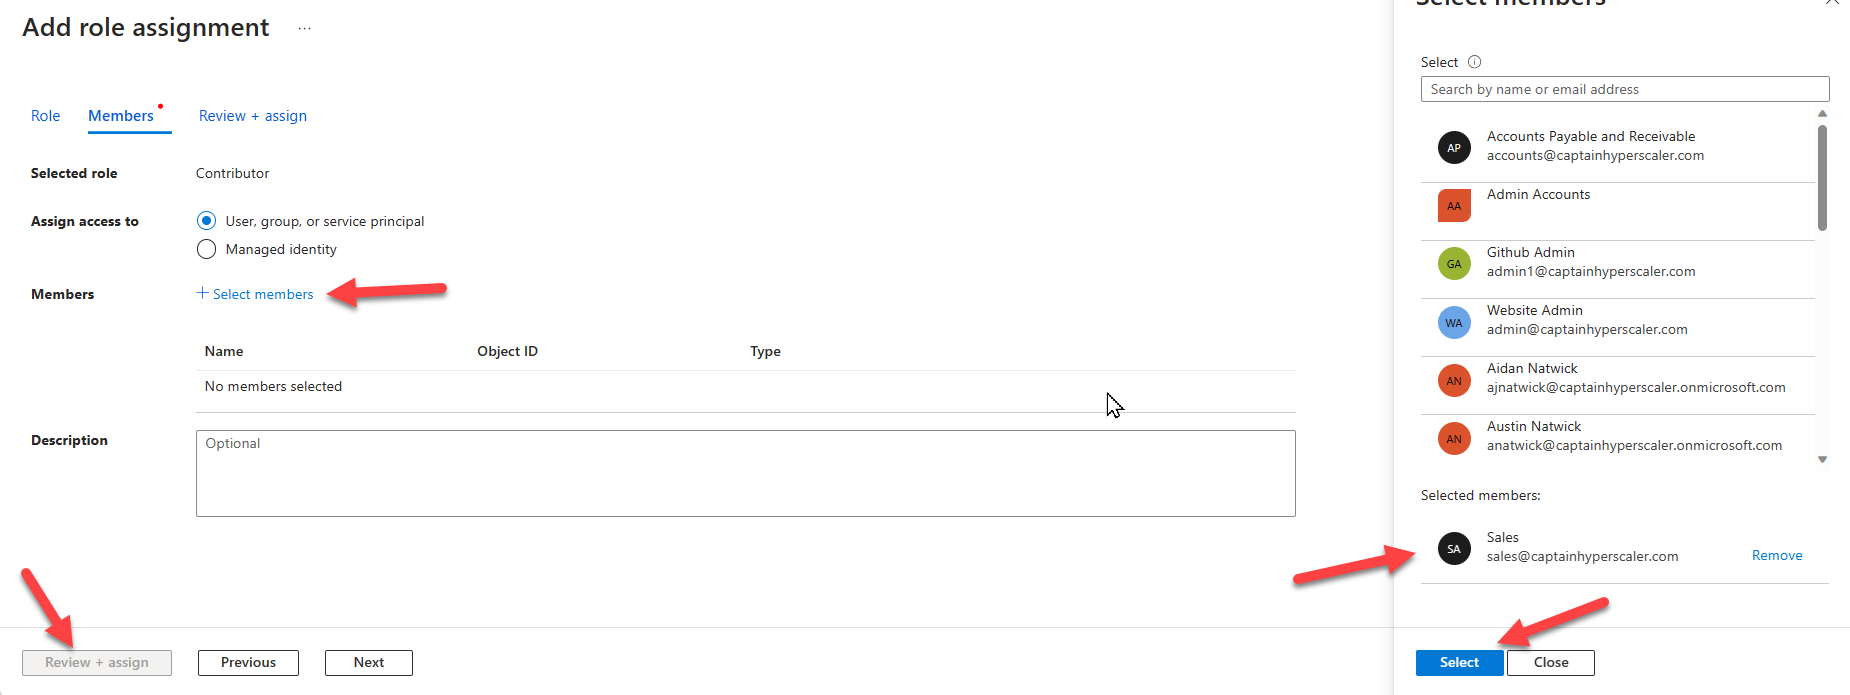 Add role assignment ...
Role Members Review + assign
Selected role Contributor
Assign access to User, group, or service principal
Managed identity
Members + Select members
Name Object ID Type
No members selected
Description Optional
Review + assign Previous Next
Select members
Select
Search by name or email address
AP Accounts Payable and Receivable
accounts@captainhyperscaler.com
AA Admin Accounts
GA Github Admin
admin1@captainhyperscaler.com
WA Website Admin
admin@captainhyperscaler.com
AN Aidan Natwick
ajnatwick@captainhyperscaler.onmicrosoft.com
AN Austin Natwick
anatwick@captainhyperscaler.onmicrosoft.com
Selected members:
SA Sales
sales@captainhyperscaler.com
Remove
Select Close